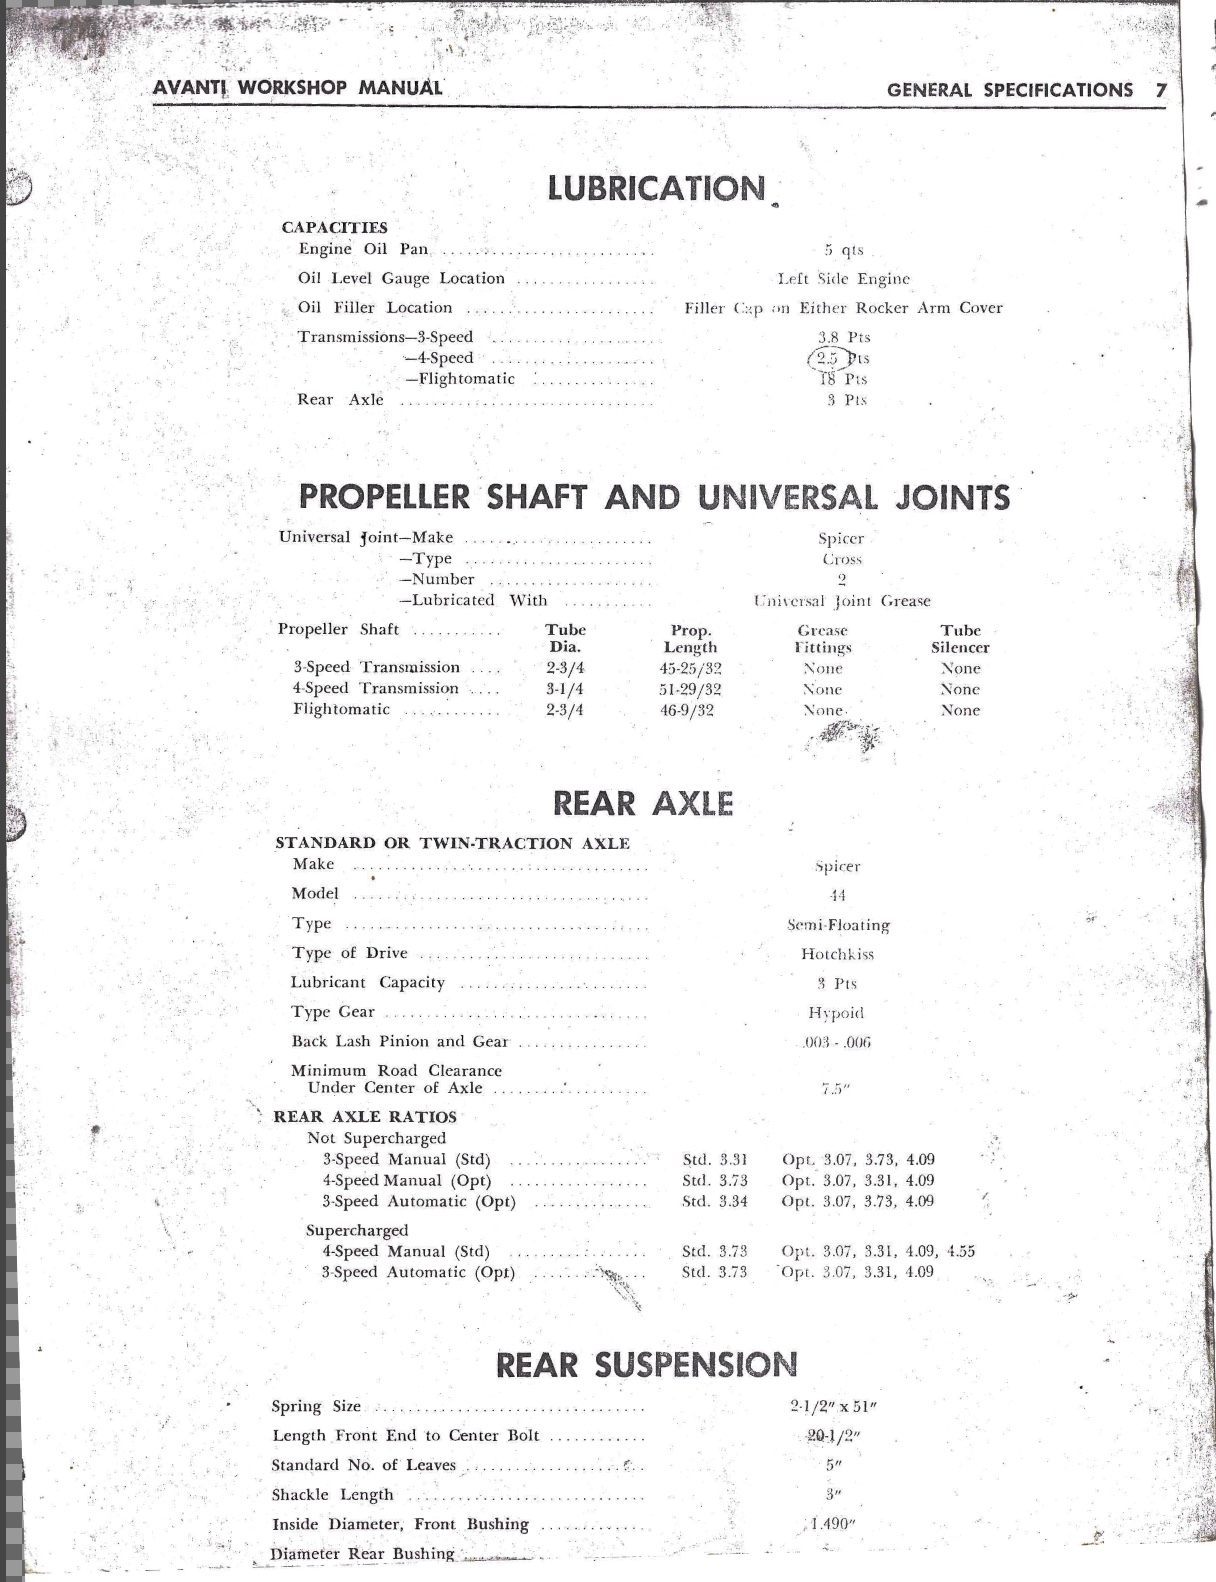 AVANTI WORKSHOP MANUAL GENERAL SPECIFICATIONS 7
LUBRICATION
CAPACITIES
Engine Oil Pan .......................... 5 qts
Oil Level Gauge Location ................. Left Side Engine
Oil Filler Location ....................... Filler Cap on Either Rocker Arm Cover
Transmissions—3-Speed ..................... 3.8 Pts
—4-Speed .................... 2.5 Pts
—Flightomatic ............... 18 Pts
Rear Axle ............................... 3 Pts
PROPELLER SHAFT AND UNIVERSAL JOINTS
Universal Joint—Make ....................... Spicer
—Type ....................... Cross
—Number .................... 2
—Lubricated With ........... Universal Joint Grease
Propeller Shaft ........... Tube Prop. Grease Tube
Dia. Length Fittings Silencer
3-Speed Transmission .... 2-3/4 45-25/32 None None
4-Speed Transmission .... 3-1/4 51-29/32 None None
Flightomatic ............ 2-3/4 46-9/32 None None
REAR AXLE
STANDARD OR TWIN-TRACTION AXLE
Make .................................... Spicer
Model .................................... 44
Type ..................................... Semi-Floating
Type of Drive ............................ Hotchkiss
Lubricant Capacity ....................... 3 Pts
Type Gear ................................ Hypoid
Back Lash Pinion and Gear ................ .003 - .006
Minimum Road Clearance
Under Center of Axle ................... 7.5"
REAR AXLE RATIOS
Not Supercharged
3-Speed Manual (Std) ................. Std. 3.31 Opt. 3.07, 3.73, 4.09
4-Speed Manual (Opt) ................. Std. 3.73 Opt. 3.07, 3.31, 4.09
3-Speed Automatic (Opt) .............. Std. 3.34 Opt. 3.07, 3.73, 4.09
Supercharged
4-Speed Manual (Std) ................. Std. 3.73 Opt. 3.07, 3.31, 4.09, 4.55
3-Speed Automatic (Opt) .............. Std. 3.73 Opt. 3.07, 3.31, 4.09
REAR SUSPENSION
Spring Size ................................. 2-1/2" x 51"
Length Front End to Center Bolt ............ 20-1/2"
Standard No. of Leaves ...................... 5"
Shackle Length ............................. 3"
Inside Diameter, Front Bushing ............. 1.490"
Diameter Rear Bushing